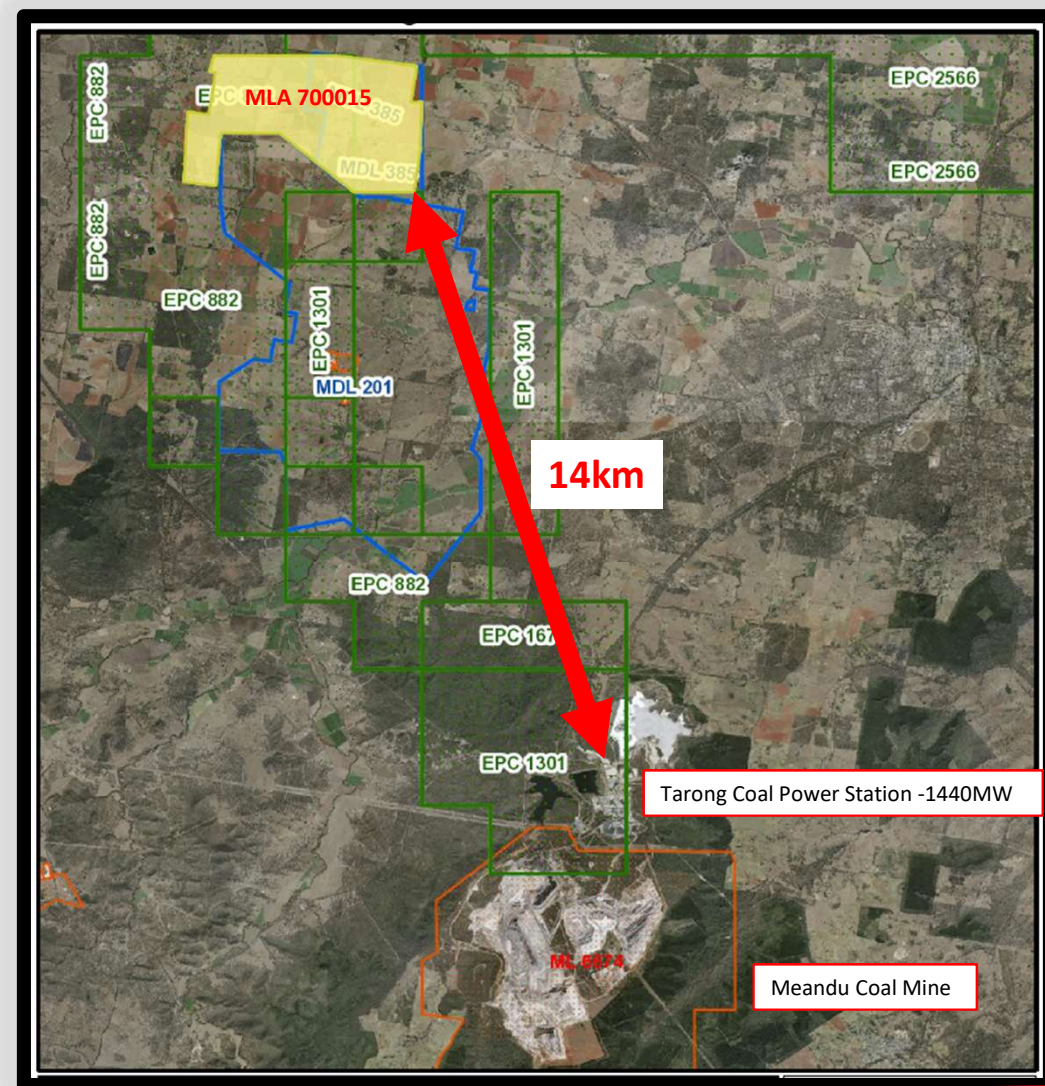 EPC 882
EPC 2566
MLA 700015
385
MDL 385
EPC 2566
EPC 882
EPC 882
EPC 1301
EPC 1301
MDL 201
14km
EPC 882
EPC 167
EPC 1301
Tarong Coal Power Station -1440MW
Meandu Coal Mine